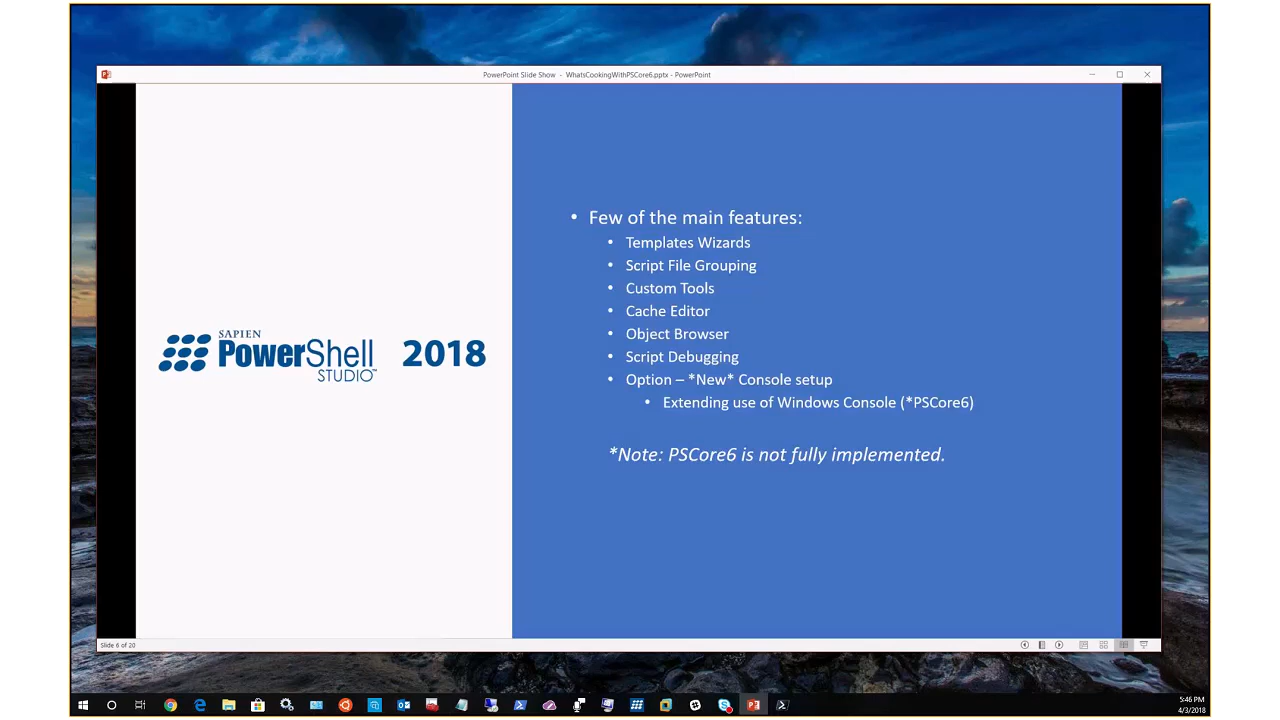 PowerPoint Slide Show - WhatsCookingWithPSCore6.pptx - PowerPoint
SAPIEN
PowerShell 2018
STUDIO™
• Few of the main features:
• Templates Wizards
• Script File Grouping
• Custom Tools
• Cache Editor
• Object Browser
• Script Debugging
• Option – *New* Console setup
• Extending use of Windows Console (*PSCore6)
*Note: PSCore6 is not fully implemented.
Slide 6 of 20
5:46 PM
4/3/2018